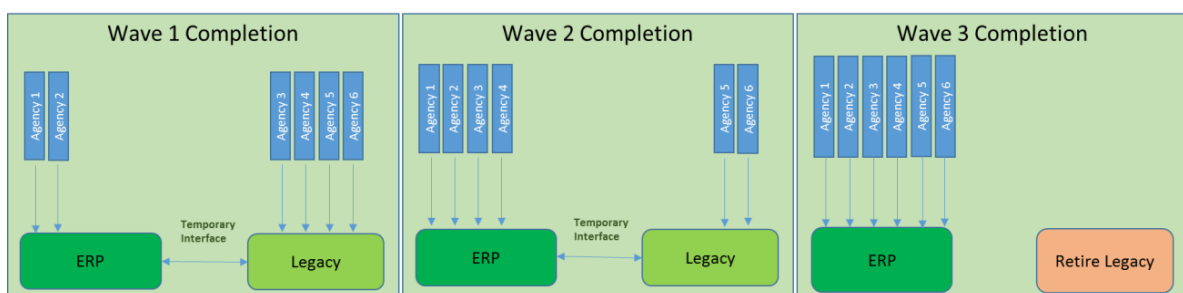 Wave 1 Completion
Agency 1
Agency 2
Agency 3
Agency 4
Agency 5
Agency 6
Temporary
Interface
ERP
Legacy
Wave 2 Completion
Agency 1
Agency 2
Agency 3
Agency 4
Agency 5
Agency 6
Temporary
Interface
ERP
Legacy
Wave 3 Completion
Agency 1
Agency 2
Agency 3
Agency 4
Agency 5
Agency 6
ERP
Retire Legacy